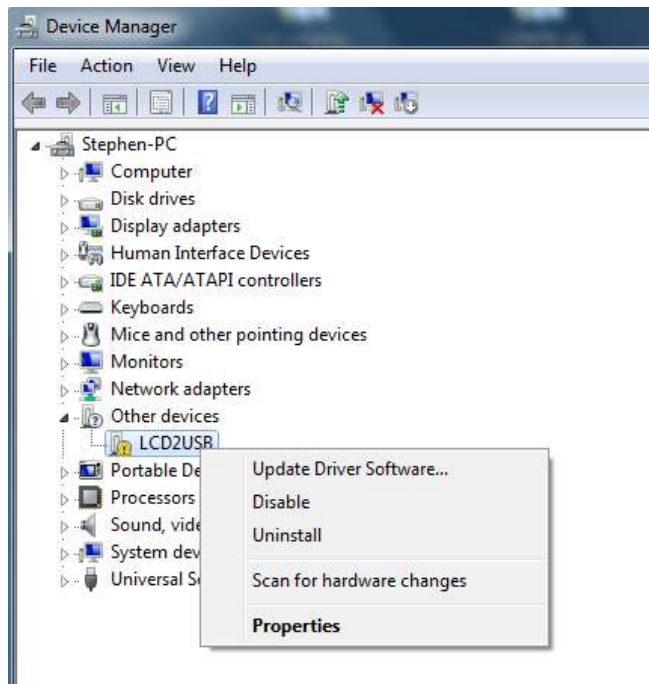 Device Manager
File Action View Help
Stephen-PC
Computer
Disk drives
Display adapters
Human Interface Devices
IDE ATA/ATAPI controllers
Keyboards
Mice and other pointing devices
Monitors
Network adapters
Other devices
LCD2USB
Portable De
Processors
Sound, vide
System dev
Universal S
Update Driver Software...
Disable
Uninstall
Scan for hardware changes
Properties